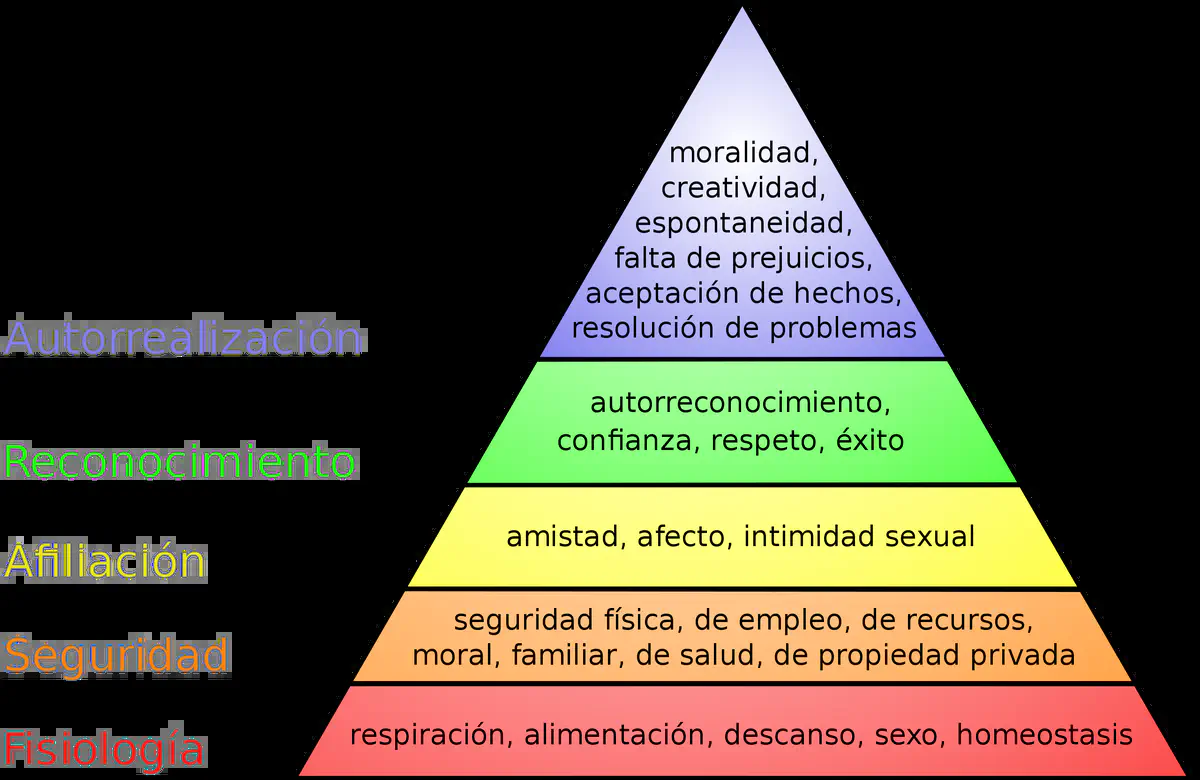 moralidad,
creatividad,
espontaneidad,
falta de prejuicios,
aceptación de hechos,
resolución de problemas
Autorrealización
autorreconocimiento,
confianza, respeto, éxito
Reconocimiento
amistad, afecto, intimidad sexual
Afiliación
seguridad física, de empleo, de recursos,
moral, familiar, de salud, de propiedad privada
Seguridad
respiración, alimentación, descanso, sexo, homeostasis
Fisiología